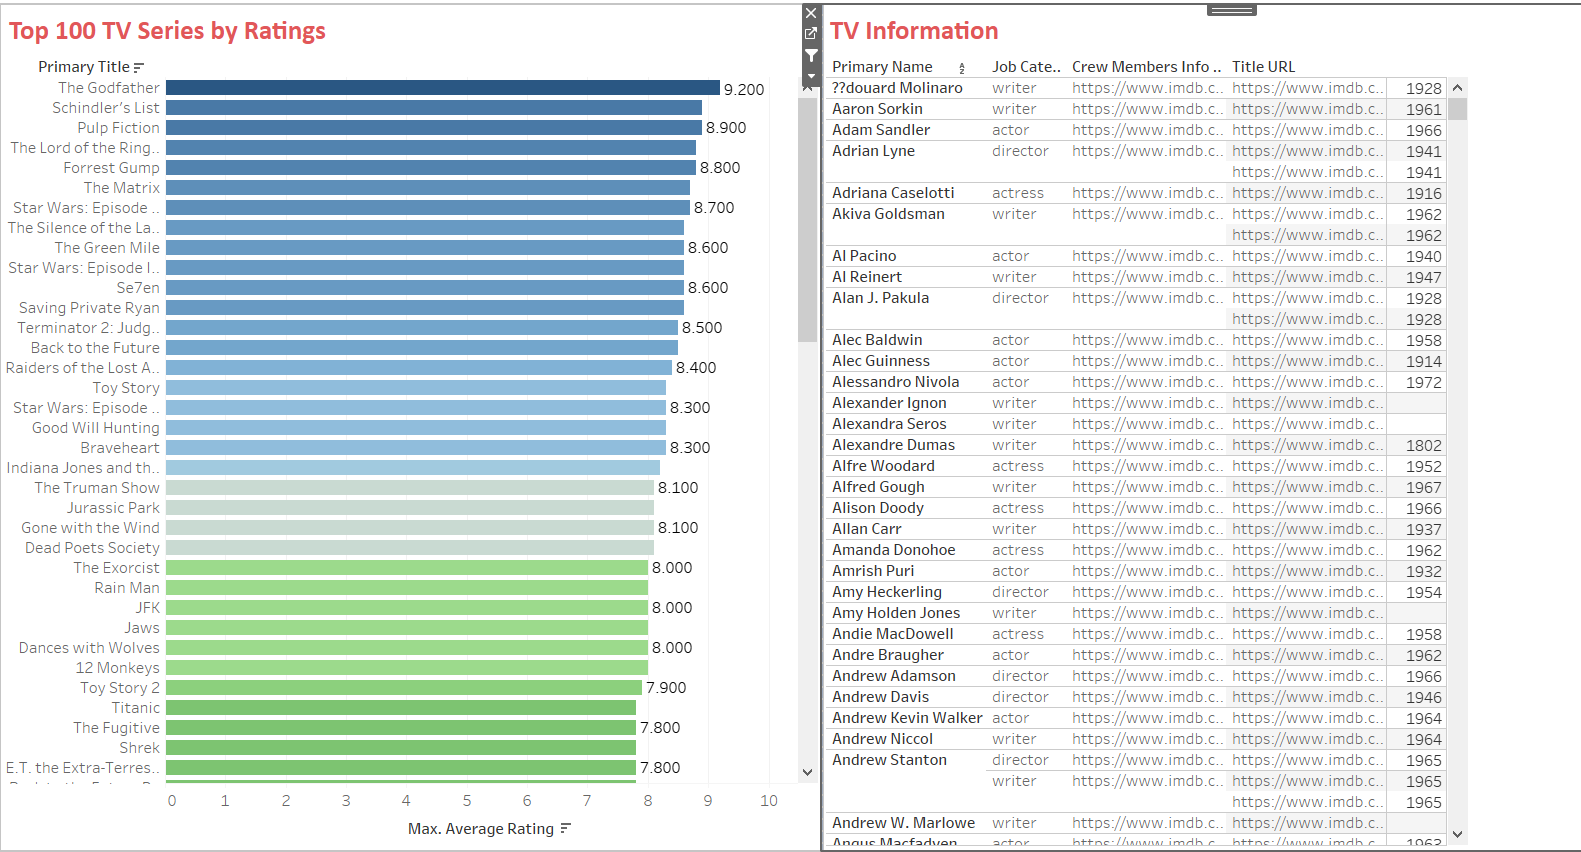 Top 100 TV Series by Ratings
Primary Title
The Godfather 9.200
Schindler's List
Pulp Fiction 8.900
The Lord of the Ring..
Forrest Gump 8.800
The Matrix
Star Wars: Episode .. 8.700
The Silence of the La..
The Green Mile 8.600
Star Wars: Episode I..
Se7en 8.600
Saving Private Ryan
Terminator 2: Judg.. 8.500
Back to the Future
Raiders of the Lost A.. 8.400
Toy Story
Star Wars: Episode .. 8.300
Good Will Hunting
Braveheart 8.300
Indiana Jones and th..
The Truman Show 8.100
Jurassic Park
Gone with the Wind 8.100
Dead Poets Society
The Exorcist 8.000
Rain Man
JFK 8.000
Jaws
Dances with Wolves 8.000
12 Monkeys
Toy Story 2 7.900
Titanic
The Fugitive 7.800
Shrek
E.T. the Extra-Terres.. 7.800
0 1 2 3 4 5 6 7 8 9 10
Max. Average Rating
TV Information
Primary Name Job Cate.. Crew Members Info .. Title URL
??douard Molinaro writer https://www.imdb.c.. https://www.imdb.c.. 1928
Aaron Sorkin writer https://www.imdb.c.. https://www.imdb.c.. 1961
Adam Sandler actor https://www.imdb.c.. https://www.imdb.c.. 1966
Adrian Lyne director https://www.imdb.c.. https://www.imdb.c.. 1941
https://www.imdb.c.. 1941
Adriana Caselotti actress https://www.imdb.c.. https://www.imdb.c.. 1916
Akiva Goldsman writer https://www.imdb.c.. https://www.imdb.c.. 1962
https://www.imdb.c.. 1962
Al Pacino actor https://www.imdb.c.. https://www.imdb.c.. 1940
Al Reinert writer https://www.imdb.c.. https://www.imdb.c.. 1947
Alan J. Pakula director https://www.imdb.c.. https://www.imdb.c.. 1928
https://www.imdb.c.. 1928
Alec Baldwin actor https://www.imdb.c.. https://www.imdb.c.. 1958
Alec Guinness actor https://www.imdb.c.. https://www.imdb.c.. 1914
Alessandro Nivola actor https://www.imdb.c.. https://www.imdb.c.. 1972
Alexander Ignon writer https://www.imdb.c.. https://www.imdb.c..
Alexandra Seros writer https://www.imdb.c.. https://www.imdb.c..
Alexandre Dumas writer https://www.imdb.c.. https://www.imdb.c.. 1802
Alfre Woodard actress https://www.imdb.c.. https://www.imdb.c.. 1952
Alfred Gough writer https://www.imdb.c.. https://www.imdb.c.. 1967
Alison Doody actress https://www.imdb.c.. https://www.imdb.c.. 1966
Allan Carr writer https://www.imdb.c.. https://www.imdb.c.. 1937
Amanda Donohoe actress https://www.imdb.c.. https://www.imdb.c.. 1962
Amrish Puri actor https://www.imdb.c.. https://www.imdb.c.. 1932
Amy Heckerling director https://www.imdb.c.. https://www.imdb.c.. 1954
Amy Holden Jones writer https://www.imdb.c.. https://www.imdb.c..
Andie MacDowell actress https://www.imdb.c.. https://www.imdb.c.. 1958
Andre Braugher actor https://www.imdb.c.. https://www.imdb.c.. 1962
Andrew Adamson director https://www.imdb.c.. https://www.imdb.c.. 1966
Andrew Davis director https://www.imdb.c.. https://www.imdb.c.. 1946
Andrew Kevin Walker actor https://www.imdb.c.. https://www.imdb.c.. 1964
Andrew Niccol writer https://www.imdb.c.. https://www.imdb.c.. 1964
Andrew Stanton director https://www.imdb.c.. https://www.imdb.c.. 1965
writer https://www.imdb.c.. https://www.imdb.c.. 1965
https://www.imdb.c.. 1965
Andrew W. Marlowe writer https://www.imdb.c.. https://www.imdb.c..
Angus Macfadyen actor https://www.imdb.c.. https://www.imdb.c.. 1963